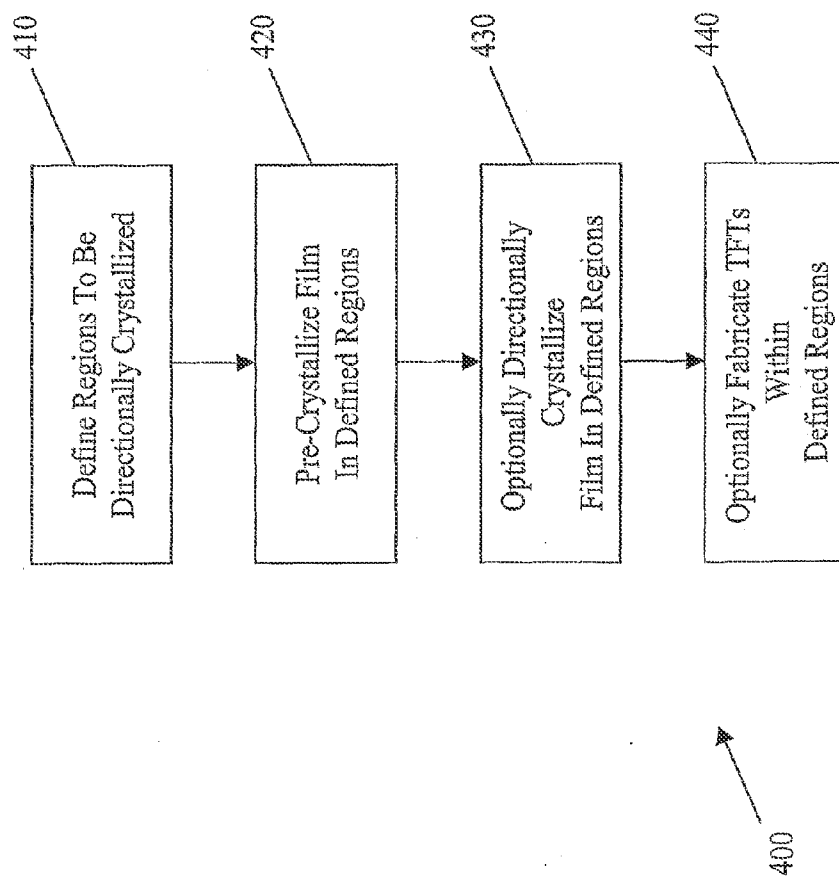 410
Define Regions To Be
Directionally Crystallized
420
Pre-Crystallize Film
In Defined Regions
430
Optionally Directionally
Crystallize
Film In Defined Regions
440
Optionally Fabricate TFTs
Within
Defined Regions
400